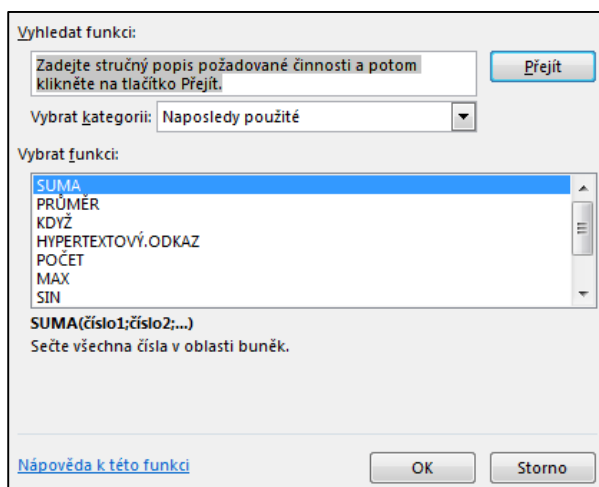 Vyhledat funkci:
Zadejte stručný popis požadované činnosti a potom
klikněte na tlačítko Přejít.
Přejít
Vybrat kategorii: Naposledy použité
Vybrat funkci:
SUMA
PRŮMĚR
KDYŽ
HYPERTEXTOVÝ.ODKAZ
POČET
MAX
SIN
SUMA(číslo1;číslo2;...)
Sečte všechna čísla v oblasti buněk.
Nápověda k této funkci
OK
Storno